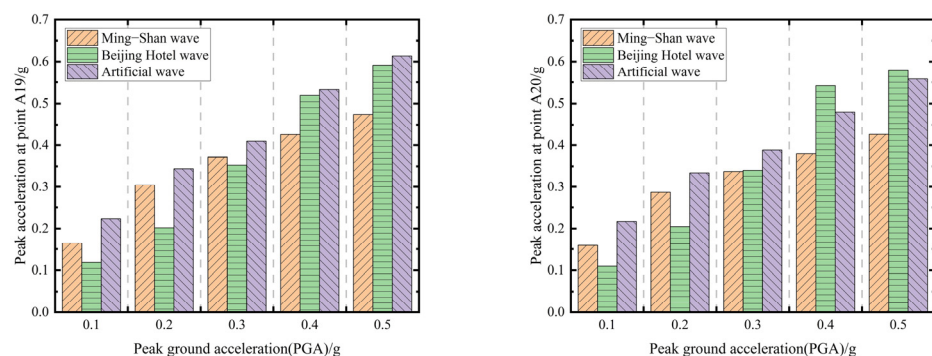 0.7
0.6
0.5
0.4
0.3
0.2
0.1
0.0
Peak acceleration at point A19/g
Ming−Shan wave
Beijing Hotel wave
Artificial wave
0.1 0.2 0.3 0.4 0.5
Peak ground acceleration(PGA)/g
0.7
0.6
0.5
0.4
0.3
0.2
0.1
0.0
Peak acceleration at point A20/g
Ming−Shan wave
Beijing Hotel wave
Artificial wave
0.1 0.2 0.3 0.4 0.5
Peak ground acceleration(PGA)/g